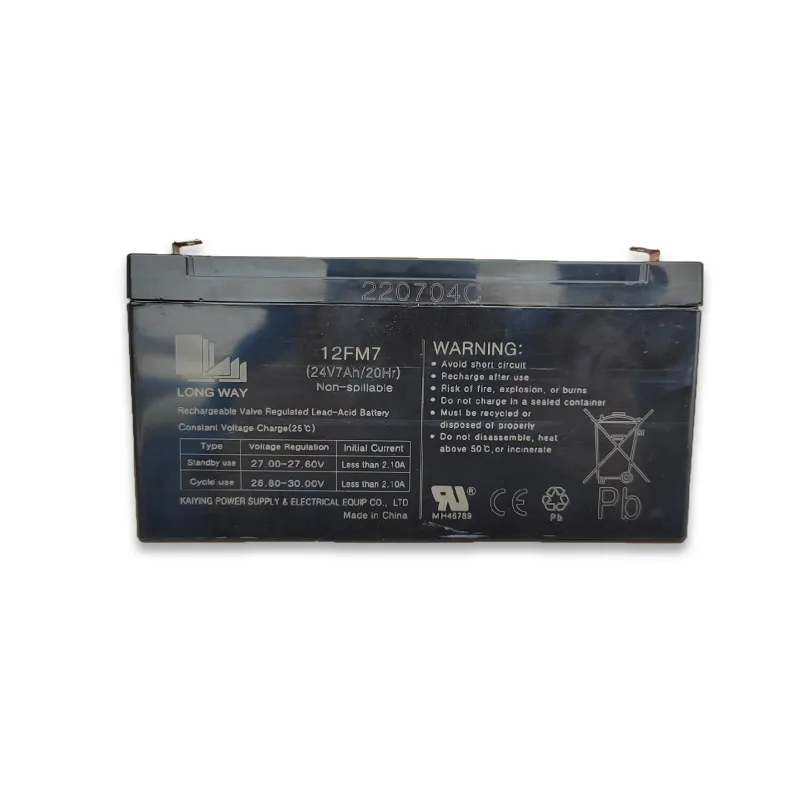 220704C
LONG WAY
12FM7
(24V7Ah/20Hr)
Non-spillable
Rechargeable Valve Regulated Lead-Acid Battery
Constant Voltage Charge(25℃)
Type Voltage Regulation Initial Current
Standby use 27.00-27.60V Less than 2.10A
Cycle use 28.80-30.00V Less than 2.10A
KAIYING POWER SUPPLY & ELECTRICAL EQUIP CO., LTD
Made in China
WARNING:
• Avoid short circuit
• Recharge after use
• Risk of fire, explosion, or burns
• Do not charge in a sealed container
• Must be recycled or
disposed of properly
• Do not disassemble, heat
above 50℃, or incinerate
RU®
MH46789
CE
Pb
Pb